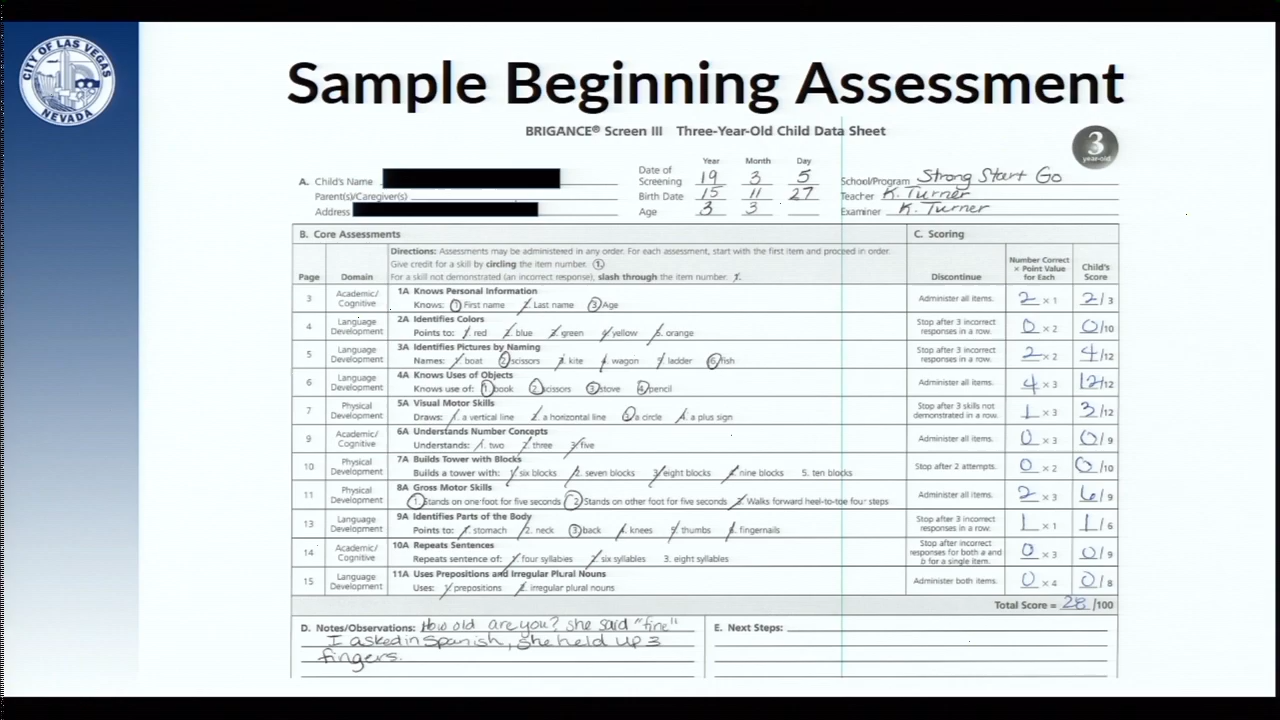 CITY OF LAS VEGAS
NEVADA
Sample Beginning Assessment
BRIGANCE® Screen III Three-Year-Old Child Data Sheet
3
year-old
Year Month Day
A. Child's Name
Date of Screening 19 3 5
School/Program Strong Start Go
Parent(s)/Caregiver(s)
Birth Date 15 11 27
Teacher K. Turner
Address
Age 3 3
Examiner K. Turner
B. Core Assessments
C. Scoring
Directions: Assessments may be administered in any order. For each assessment, start with the first item and proceed in order.
Give credit for a skill by circling the item number. 1.
For a skill not demonstrated (an incorrect response), slash through the item number. 1.
Page Domain Discontinue Number Correct × Point Value for Each Child's Score
3 Academic/Cognitive 1A Knows Personal Information
Knows: 1. First name 2. Last name 3. Age Administer all items. 2 × 1 2/3
4 Language Development 2A Identifies Colors
Points to: 1. red 2. blue 3. green 4. yellow 5. orange Stop after 3 incorrect responses in a row. 0 × 2 0/10
5 Language Development 3A Identifies Pictures by Naming
Names: 1. boat 2. scissors 3. kite 4. wagon 5. ladder 6. fish Stop after 3 incorrect responses in a row. 2 × 2 4/12
6 Language Development 4A Knows Uses of Objects
Knows use of: 1. book 2. scissors 3. stove 4. pencil Administer all items. 4 × 3 12/12
7 Physical Development 5A Visual Motor Skills
Draws: 1. a vertical line 2. a horizontal line 3. a circle 4. a plus sign Stop after 3 skills not demonstrated in a row. 1 × 3 3/12
9 Academic/Cognitive 6A Understands Number Concepts
Understands: 1. two 2. three 3. five Administer all items. 0 × 3 0/9
10 Physical Development 7A Builds Tower with Blocks
Builds a tower with: 1. six blocks 2. seven blocks 3. eight blocks 4. nine blocks 5. ten blocks Stop after 2 attempts. 0 × 2 0/10
11 Physical Development 8A Gross Motor Skills
1. Stands on one foot for five seconds 2. Stands on other foot for five seconds 3. Walks forward heel-to-toe four steps Administer all items. 2 × 3 6/9
13 Language Development 9A Identifies Parts of the Body
Points to: 1. stomach 2. neck 3. back 4. knees 5. thumbs 6. fingernails Stop after 3 incorrect responses in a row. 1 × 1 1/6
14 Academic/Cognitive 10A Repeats Sentences
Repeats sentence of: 1. four syllables 2. six syllables 3. eight syllables Stop after incorrect responses for both a and b for a single item. 0 × 3 0/9
15 Language Development 11A Uses Prepositions and Irregular Plural Nouns
Uses: 1. prepositions 2. irregular plural nouns Administer both items. 0 × 4 0/8
Total Score = 28/100
D. Notes/Observations: How old are you? she said "fine"
I asked in Spanish, she held up 3
fingers.
E. Next Steps: